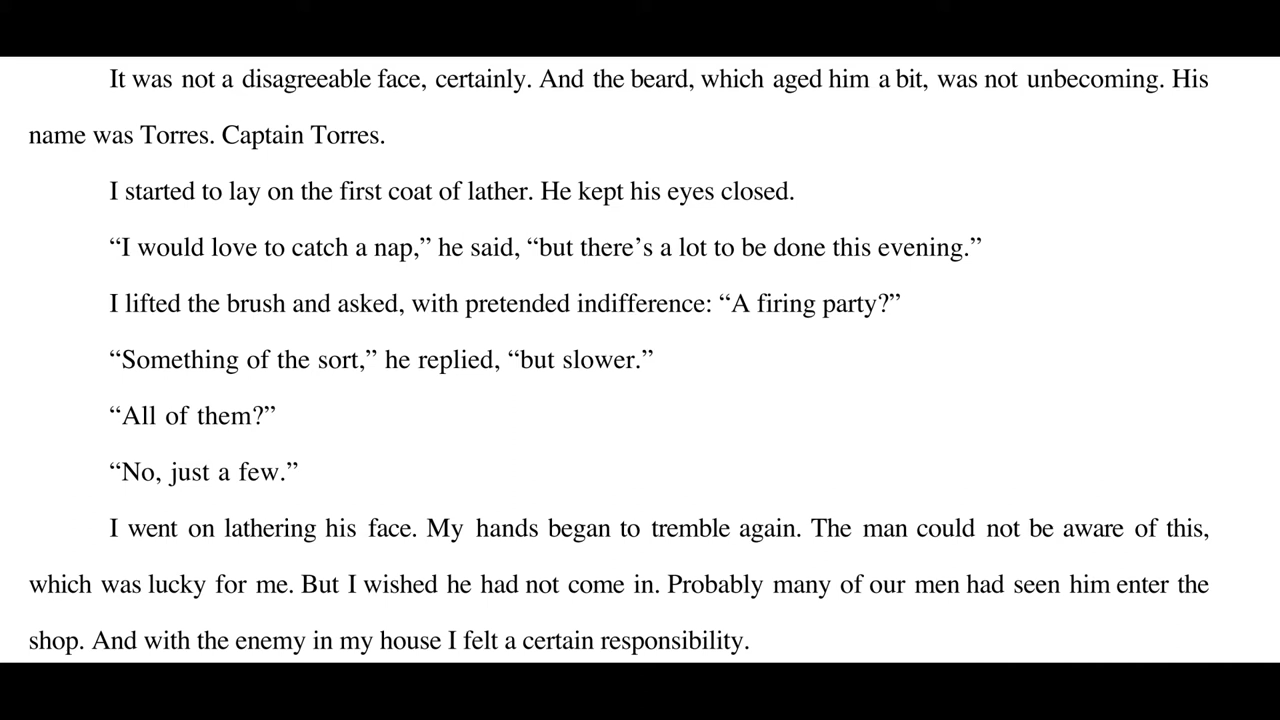 It was not a disagreeable face, certainly. And the beard, which aged him a bit, was not unbecoming. His
name was Torres. Captain Torres.
I started to lay on the first coat of lather. He kept his eyes closed.
“I would love to catch a nap,” he said, “but there’s a lot to be done this evening.”
I lifted the brush and asked, with pretended indifference: “A firing party?”
“Something of the sort,” he replied, “but slower.”
“All of them?”
“No, just a few.”
I went on lathering his face. My hands began to tremble again. The man could not be aware of this,
which was lucky for me. But I wished he had not come in. Probably many of our men had seen him enter the
shop. And with the enemy in my house I felt a certain responsibility.